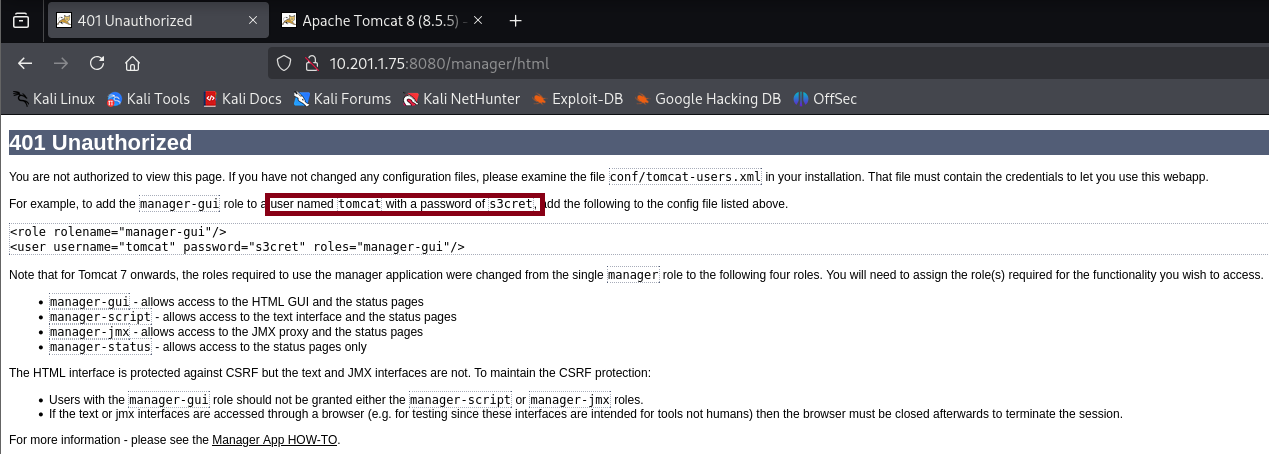 401 Unauthorized
Apache Tomcat 8 (8.5.5) -
10.201.1.75:8080/manager/html
Kali Linux Kali Tools Kali Docs Kali Forums Kali NetHunter Exploit-DB Google Hacking DB OffSec
401 Unauthorized
You are not authorized to view this page. If you have not changed any configuration files, please examine the file conf/tomcat-users.xml in your installation. That file must contain the credentials to let you use this webapp.
For example, to add the manager-gui role to a user named tomcat with a password of s3cret, add the following to the config file listed above.
<role rolename="manager-gui"/>
<user username="tomcat" password="s3cret" roles="manager-gui"/>
Note that for Tomcat 7 onwards, the roles required to use the manager application were changed from the single manager role to the following four roles. You will need to assign the role(s) required for the functionality you wish to access.
manager-gui - allows access to the HTML GUI and the status pages
manager-script - allows access to the text interface and the status pages
manager-jmx - allows access to the JMX proxy and the status pages
manager-status - allows access to the status pages only
The HTML interface is protected against CSRF but the text and JMX interfaces are not. To maintain the CSRF protection:
Users with the manager-gui role should not be granted either the manager-script or manager-jmx roles.
If the text or jmx interfaces are accessed through a browser (e.g. for testing since these interfaces are intended for tools not humans) then the browser must be closed afterwards to terminate the session.
For more information - please see the Manager App HOW-TO.